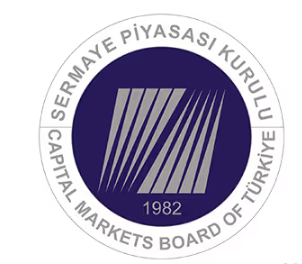 SERMAYE PİYASASI KURULU
1982
CAPITAL MARKETS BOARD OF TÜRKİYE